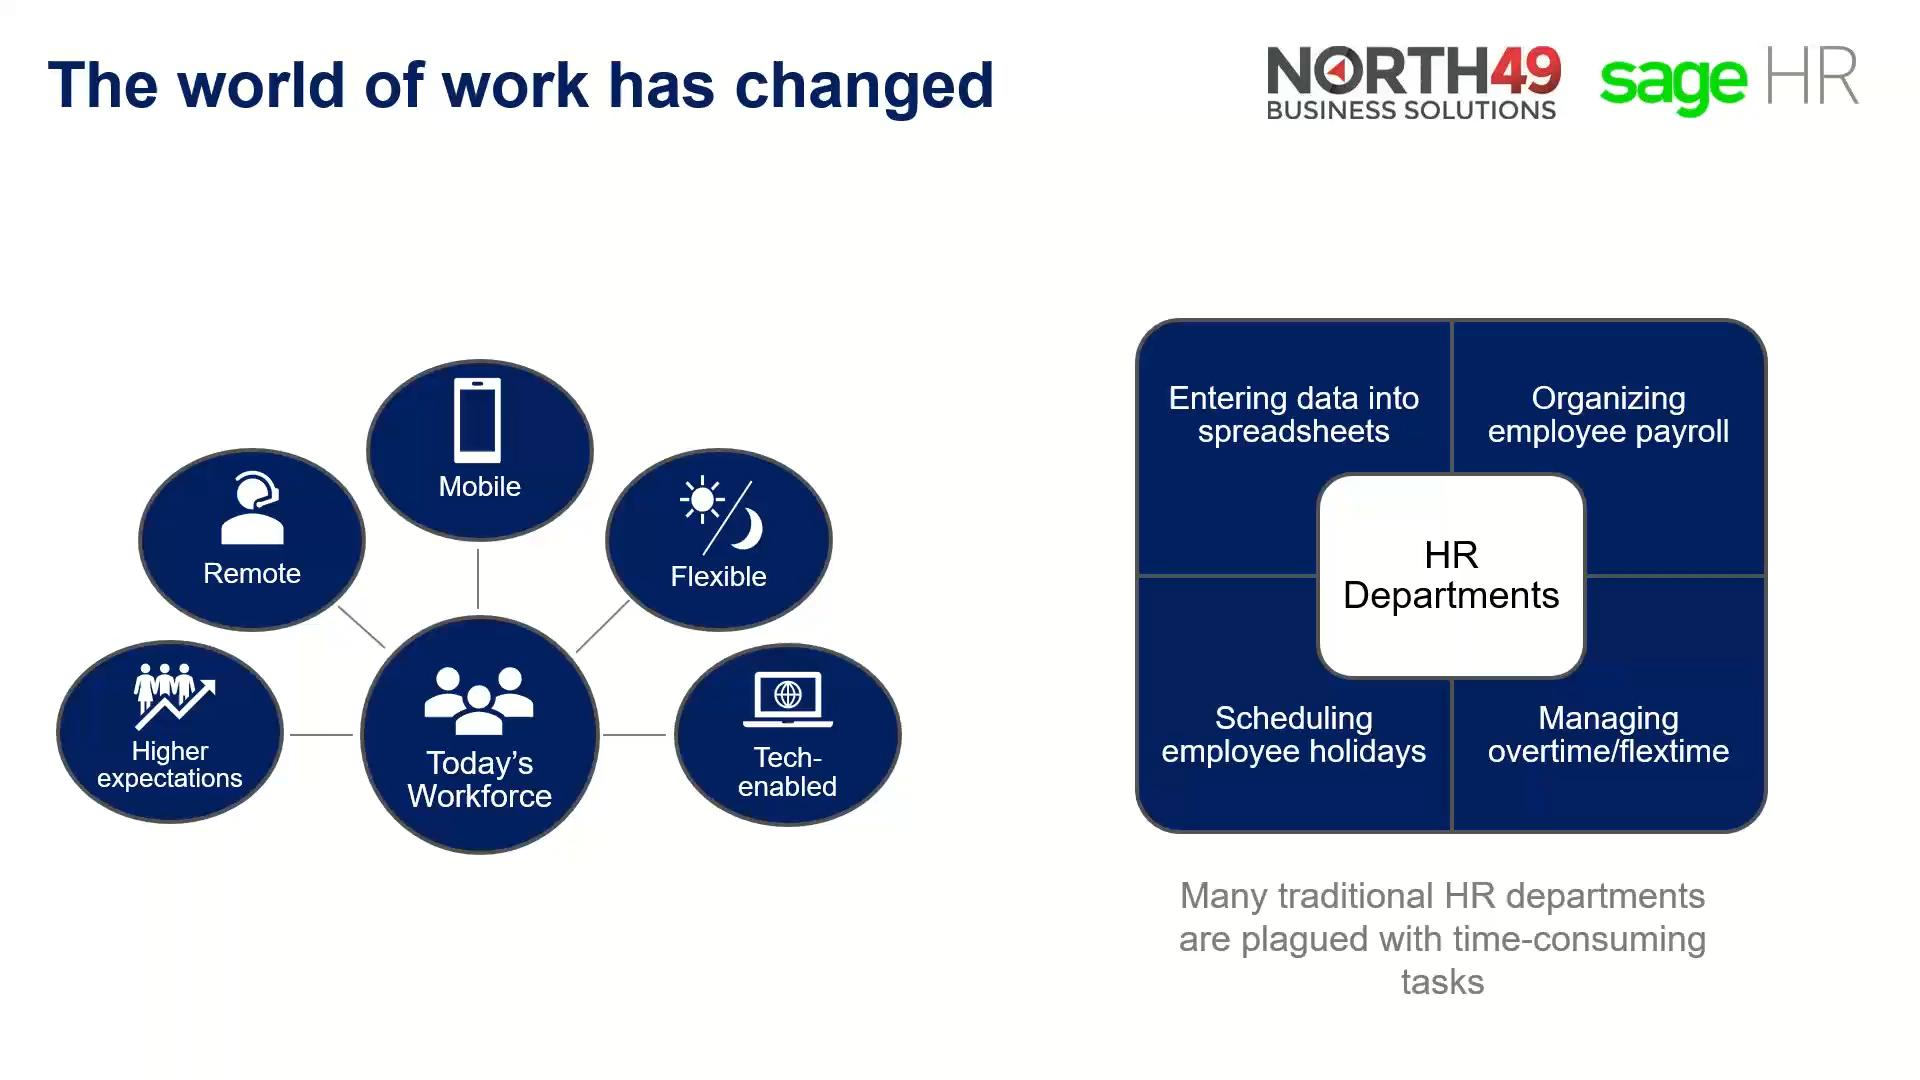 The world of work has changed
NORTH49
BUSINESS SOLUTIONS
sage HR
Mobile
Remote
Flexible
Higher
expectations
Today’s
Workforce
Tech-
enabled
Entering data into
spreadsheets
Organizing
employee payroll
HR
Departments
Scheduling
employee holidays
Managing
overtime/flextime
Many traditional HR departments
are plagued with time-consuming
tasks